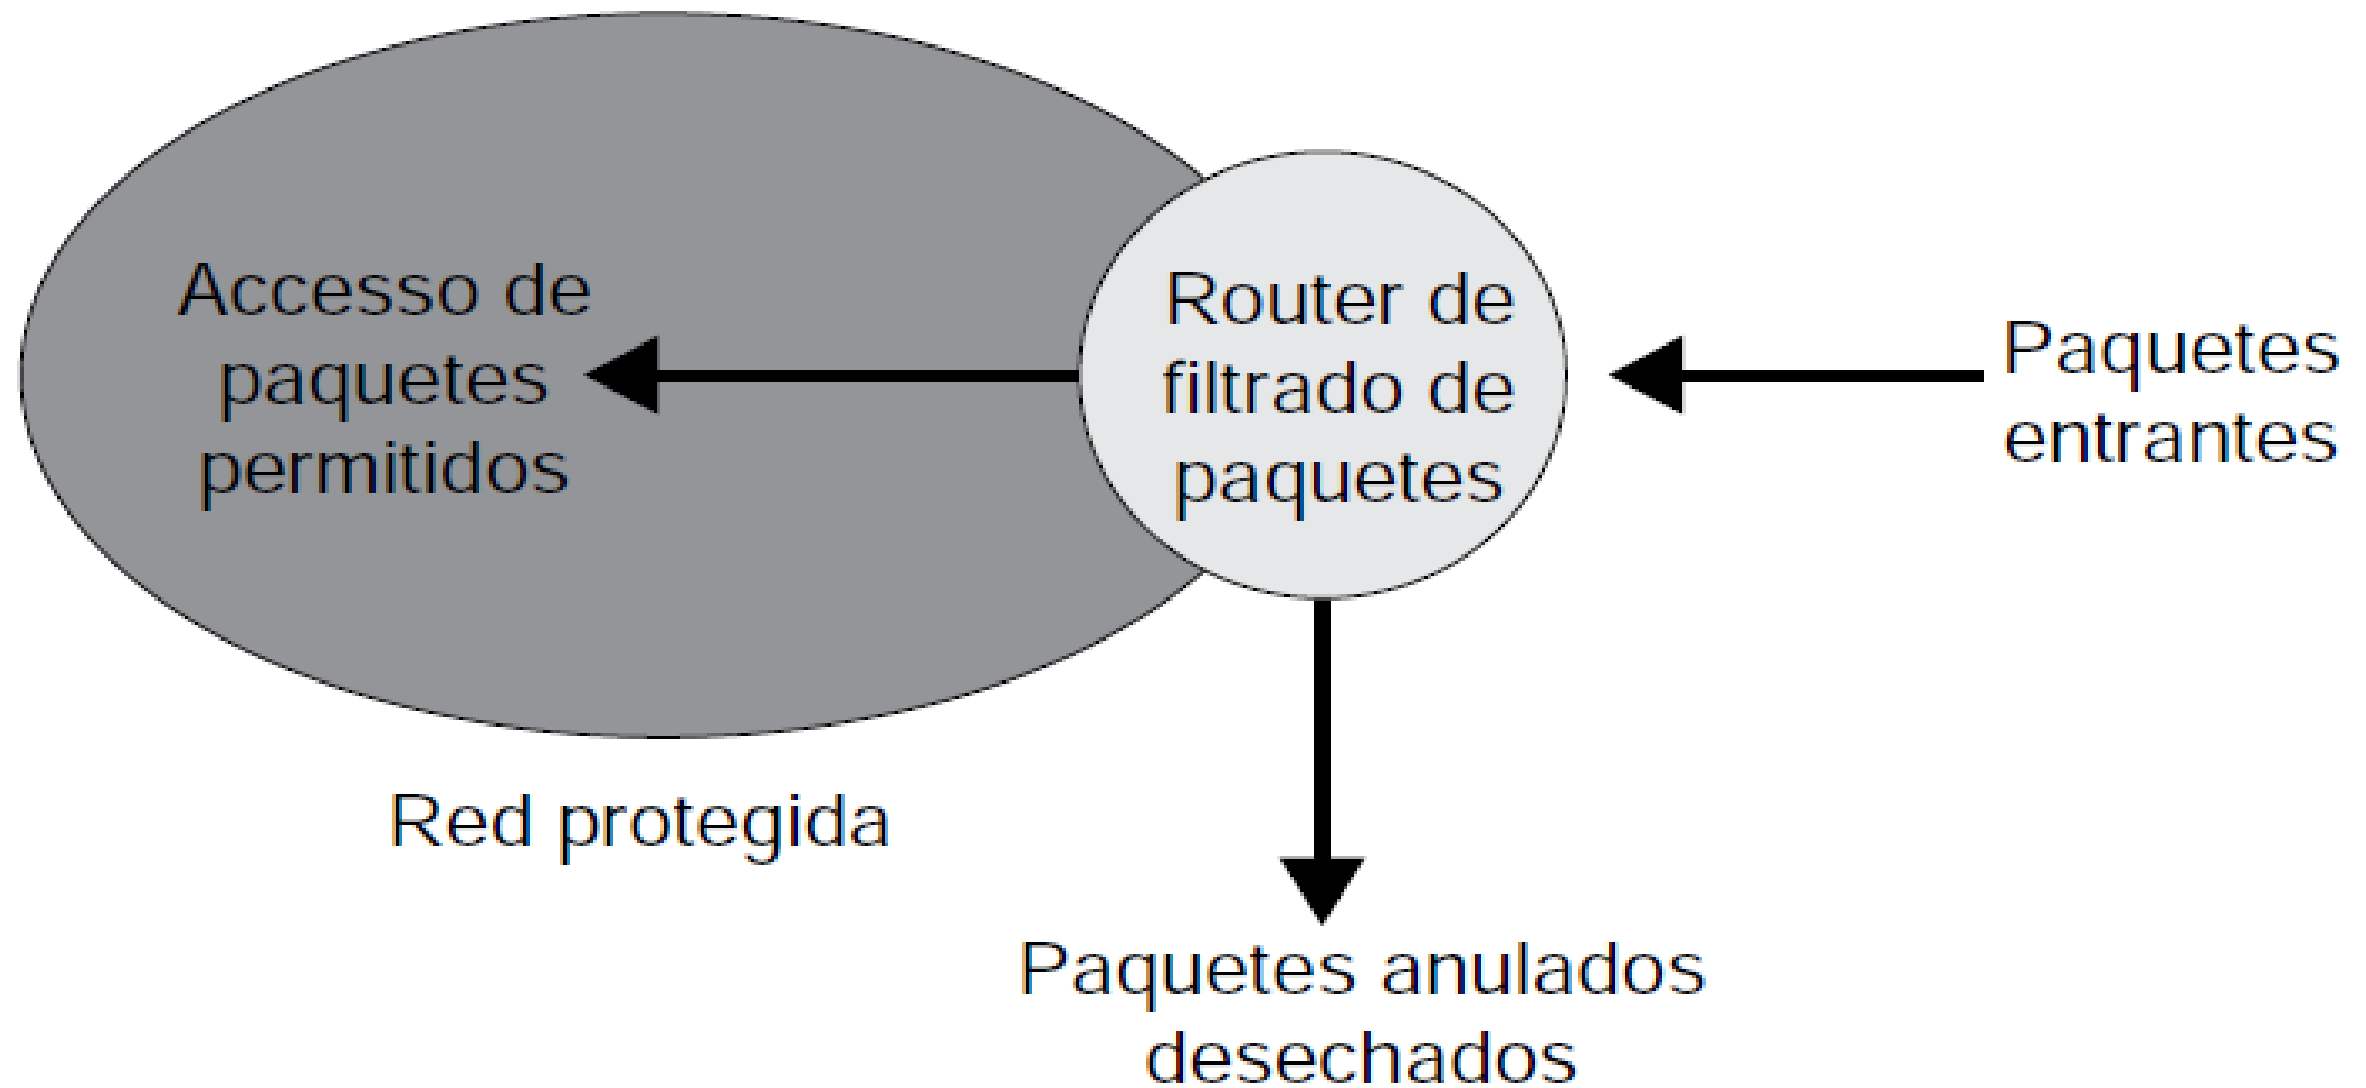 Accesso de
paquetes
permitidos
Router de
filtrado de
paquetes
Paquetes
entrantes
Red protegida
Paquetes anulados
desechados